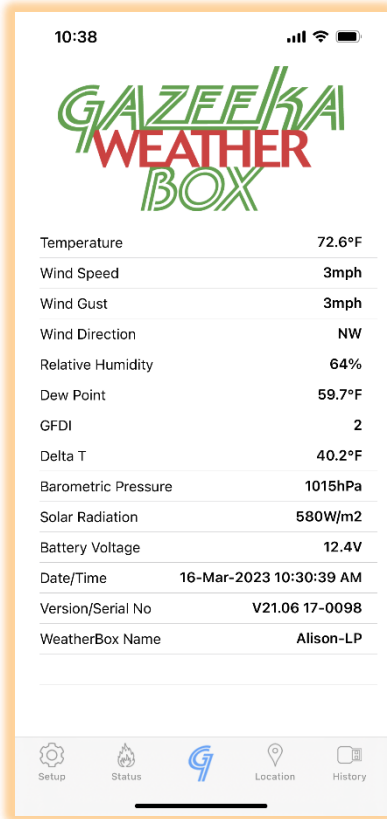 10:38
GAZEEKA
WEATHER
BOX
Temperature 72.6°F
Wind Speed 3mph
Wind Gust 3mph
Wind Direction NW
Relative Humidity 64%
Dew Point 59.7°F
GFDI 2
Delta T 40.2°F
Barometric Pressure 1015hPa
Solar Radiation 580W/m2
Battery Voltage 12.4V
Date/Time 16-Mar-2023 10:30:39 AM
Version/Serial No V21.06 17-0098
WeatherBox Name Alison-LP
Setup Status G Location History